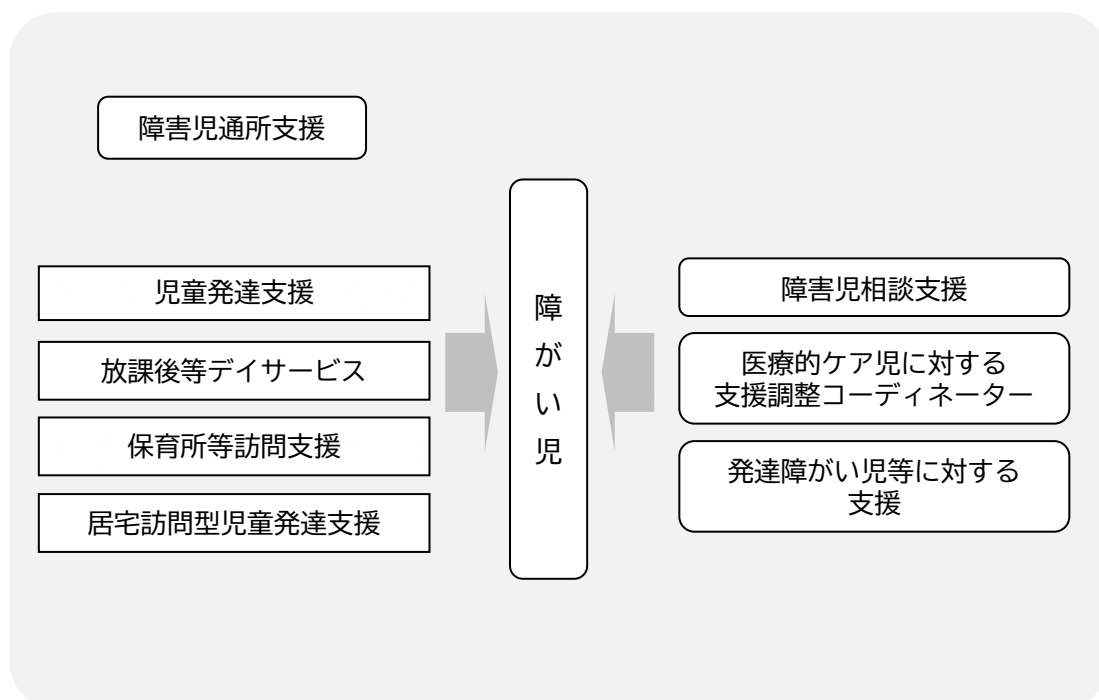 障害児通所支援
児童発達支援
放課後等デイサービス
保育所等訪問支援
居宅訪問型児童発達支援
障がい児
障害児相談支援
医療的ケア児に対する
支援調整コーディネーター
発達障がい児等に対する
支援